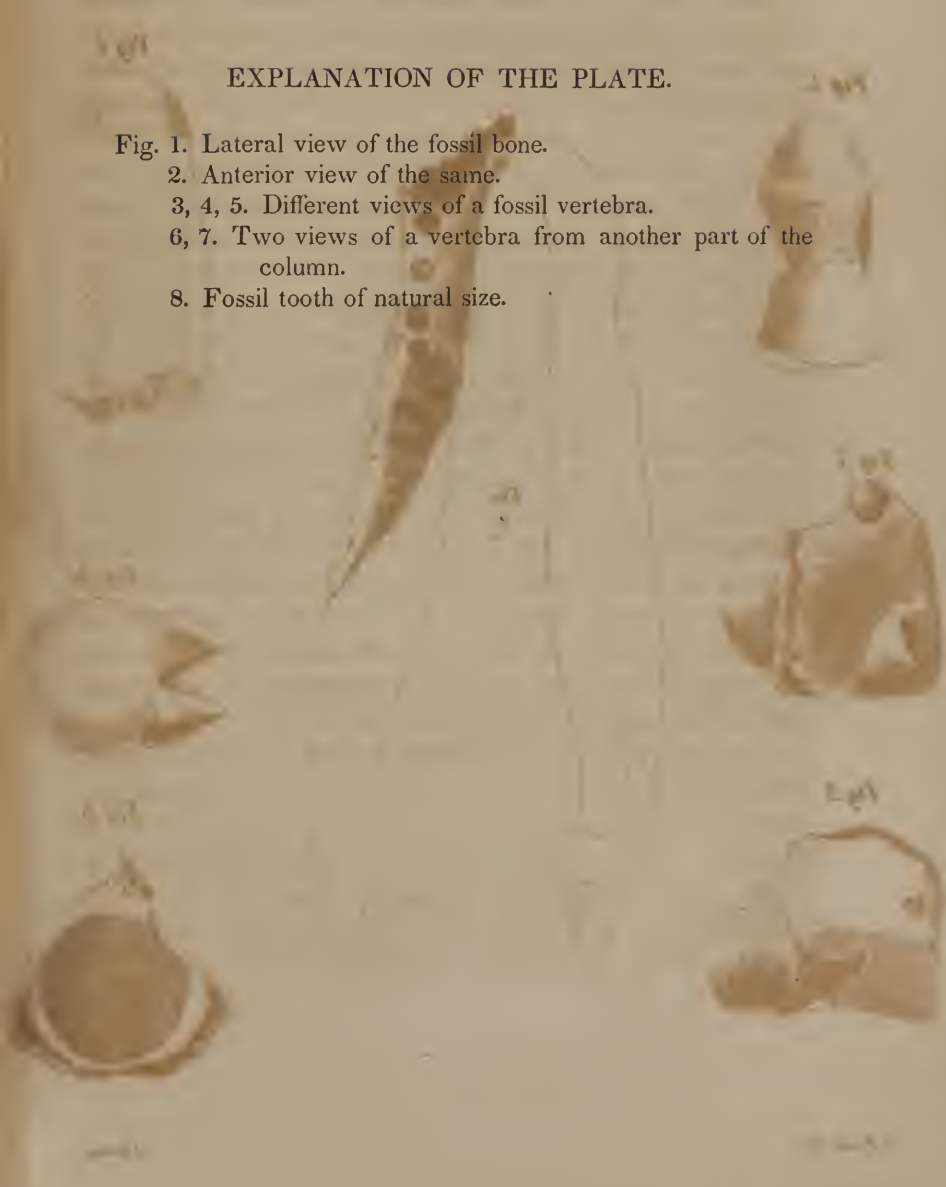 EXPLANATION OF THE PLATE.
Fig. 1. Lateral view of the fossil bone.
2. Anterior view of the same.
3, 4, 5. Different views of a fossil vertebra.
6, 7. Two views of a vertebra from another part of the
column.
8. Fossil tooth of natural size.